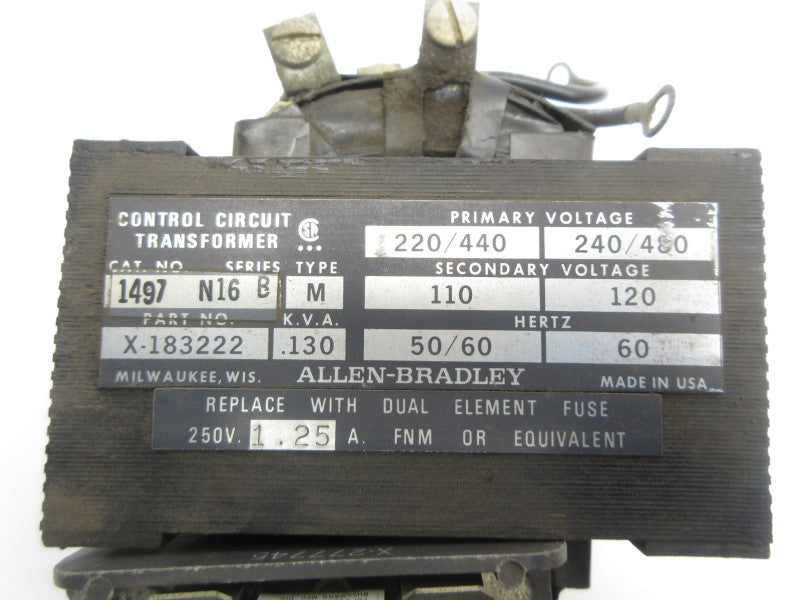 CONTROL CIRCUIT
TRANSFORMER
CAT. NO. SERIES TYPE
1497 N16 B M
PART NO. K.V.A.
X-183222 .130
PRIMARY VOLTAGE
220/440 240/480
SECONDARY VOLTAGE
110 120
HERTZ
50/60 60
MILWAUKEE, WIS. ALLEN-BRADLEY MADE IN USA
REPLACE WITH DUAL ELEMENT FUSE
250V. 1.25 A. FNM OR EQUIVALENT
X-277745